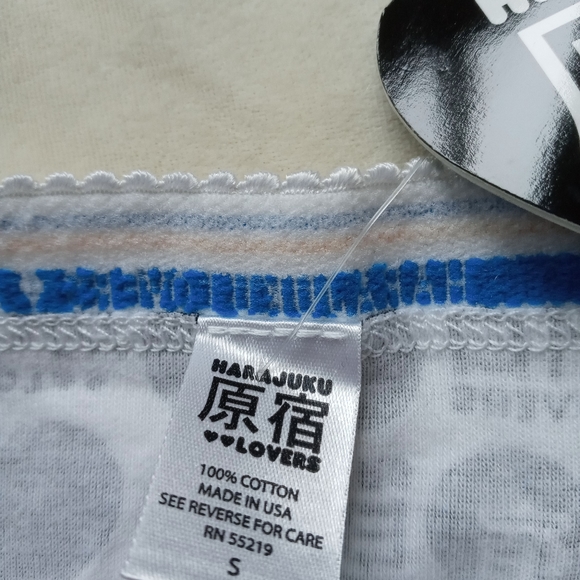 HARAJUKU
原宿
♥♥LOVERS
100% COTTON
MADE IN USA
SEE REVERSE FOR CARE
RN 55219
S